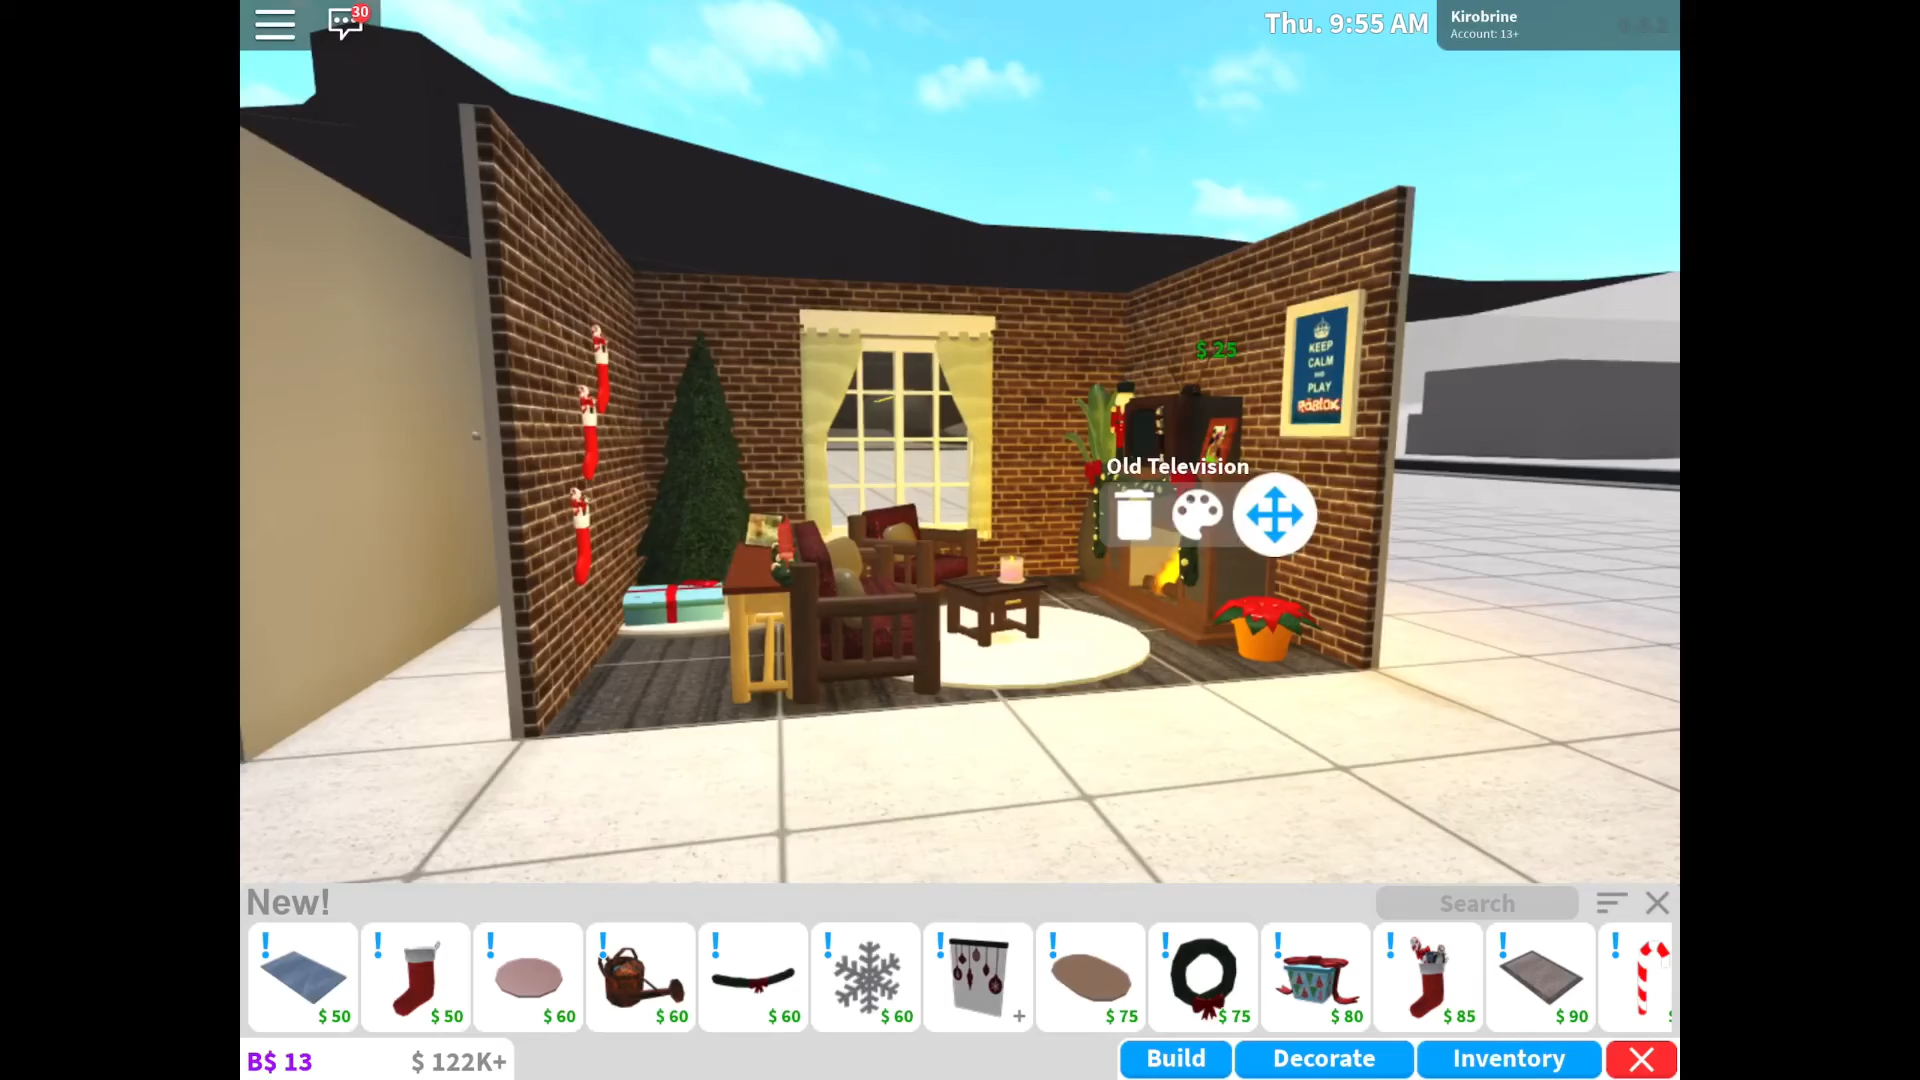 30
Thu. 9:55 AM
Kirobrine
Account: 13+
$ 25
KEEP
CALM
AND
PLAY
ROBLOX
Old Television
New!
Search
! $ 50
! $ 50
! $ 60
! $ 60
! $ 60
! $ 60
! +
! $ 75
! $ 75
! $ 80
! $ 85
! $ 90
!
B$ 13
$ 122K+
Build
Decorate
Inventory